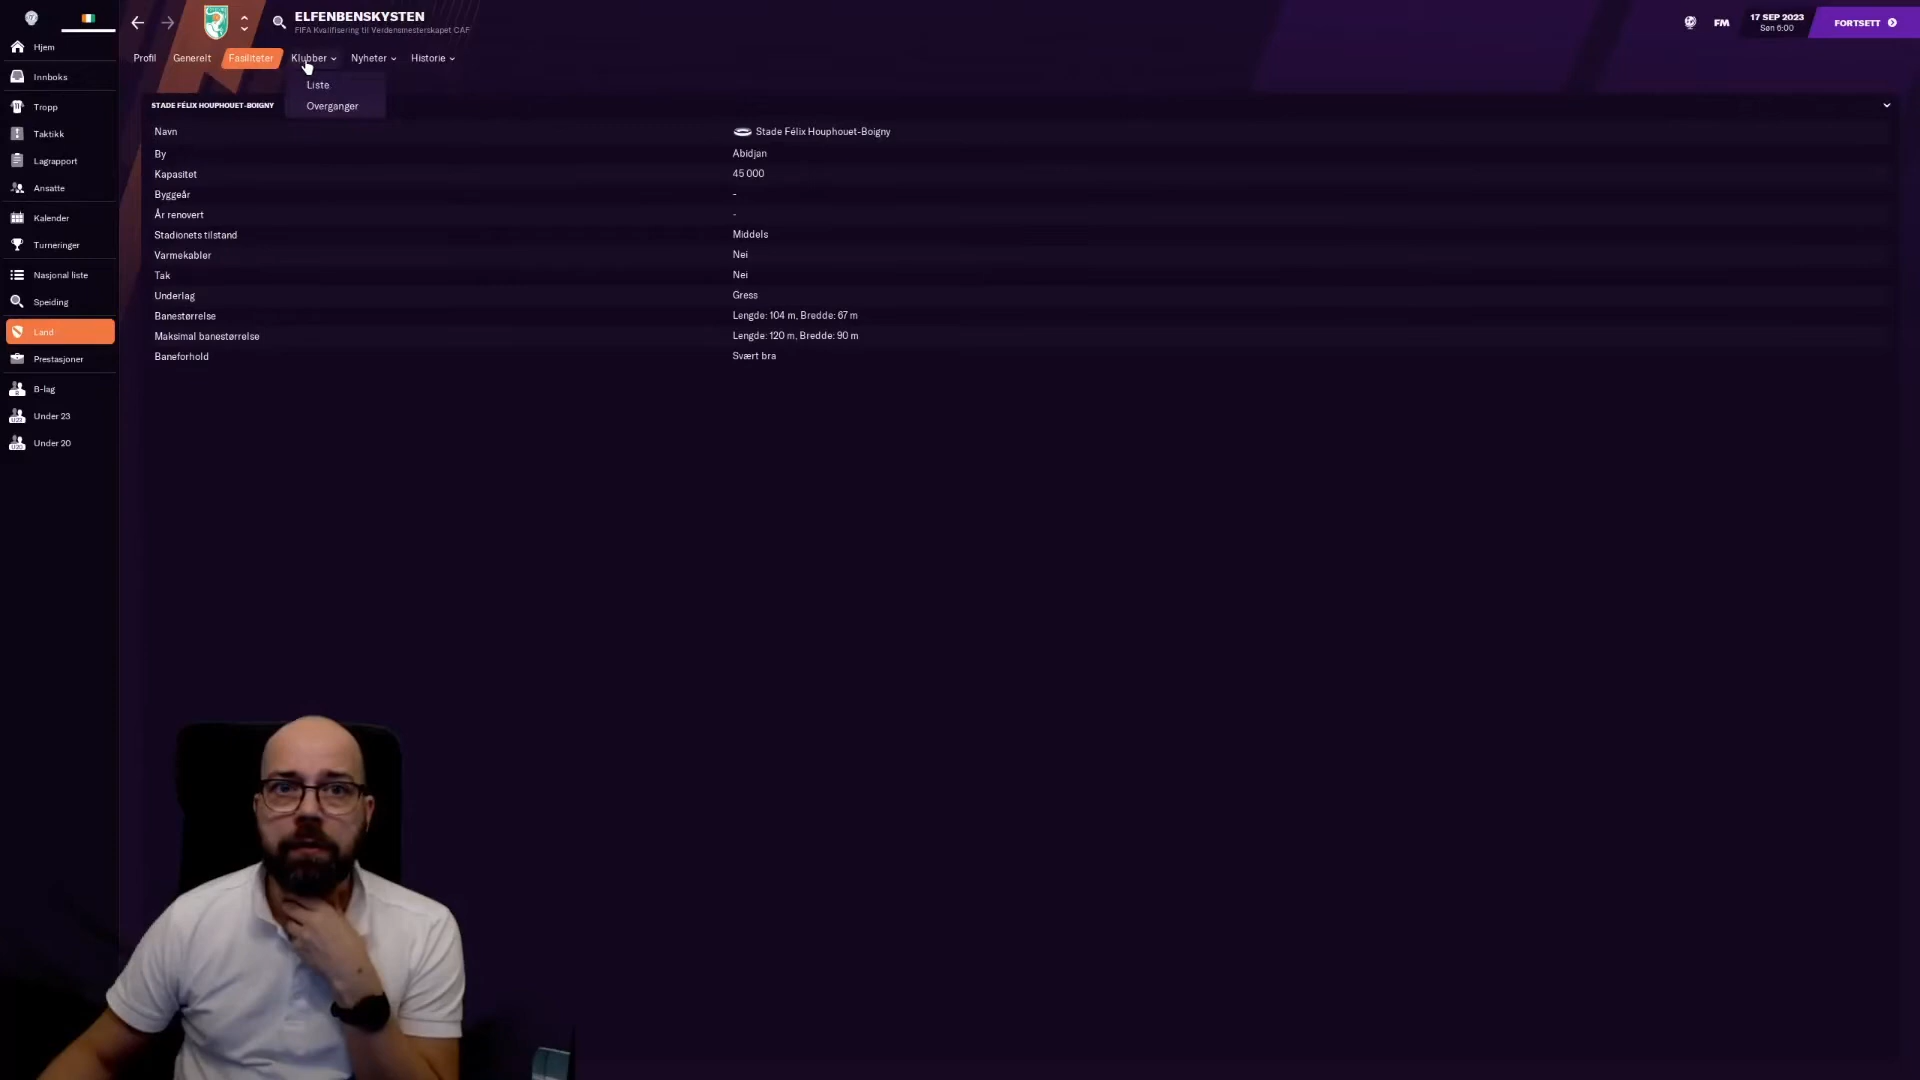 ELFENBENSKYSTEN
FIFA Kvalifisering til Verdensmesterskapet CAF
FM
17 SEP 2023
Søn 6:00
FORTSETT
Profil
Generelt
Fasiliteter
Klubber
Nyheter
Historie
Liste
Overganger
Hjem
Innboks
Tropp
Taktikk
Lagrapport
Ansatte
Kalender
Turneringer
Nasjonal liste
Speiding
Land
Prestasjoner
B-lag
Under 23
Under 20
STADE FÉLIX HOUPHOUET-BOIGNY
Navn Stade Félix Houphouet-Boigny
By Abidjan
Kapasitet 45 000
Byggeår -
År renovert -
Stadionets tilstand Middels
Varmekabler Nei
Tak Nei
Underlag Gress
Banestørrelse Lengde: 104 m, Bredde: 67 m
Maksimal banestørrelse Lengde: 120 m, Bredde: 90 m
Baneforhold Svært bra